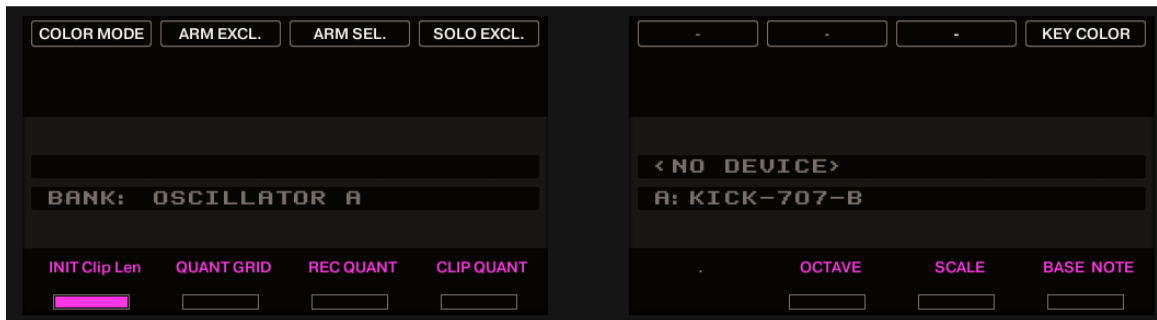 COLOR MODE ARM EXCL. ARM SEL. SOLO EXCL.
- - - KEY COLOR
<NO DEVICE>
BANK: OSCILLATOR A
A: KICK-707-B
INIT Clip Len QUANT GRID REC QUANT CLIP QUANT
. OCTAVE SCALE BASE NOTE